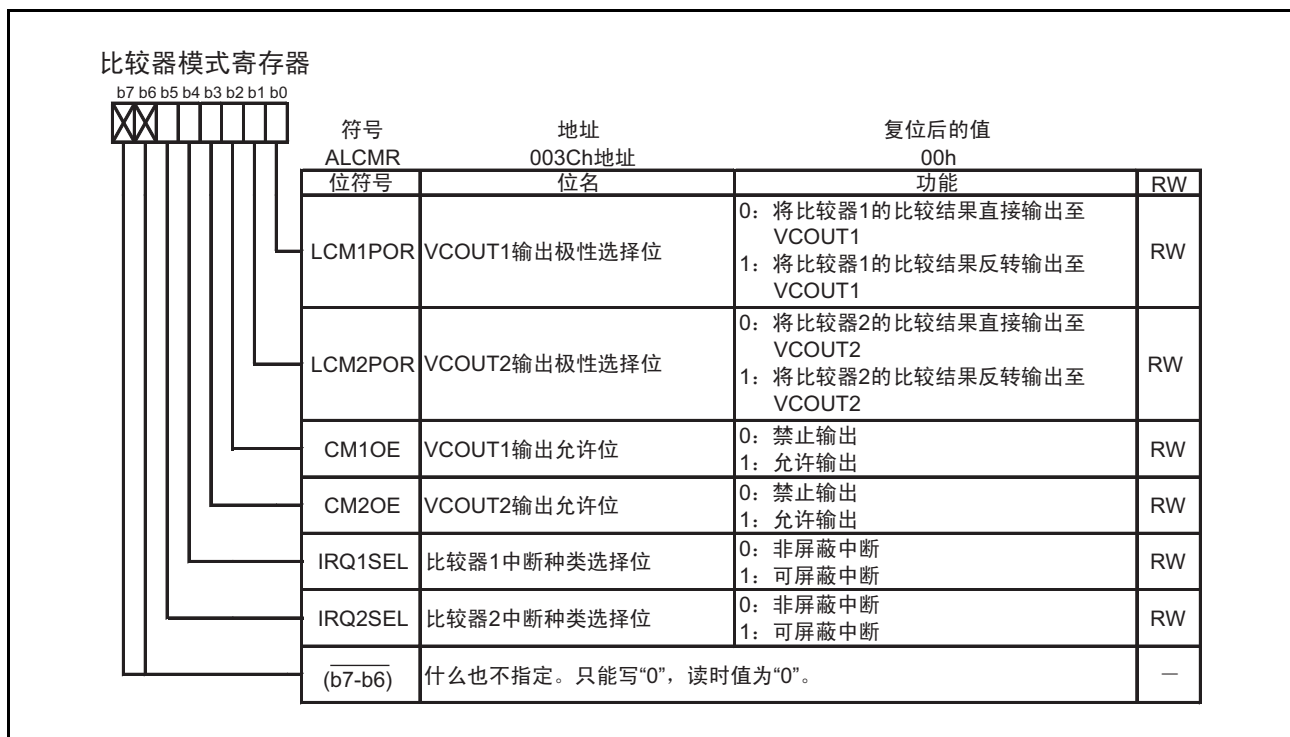 比较器模式寄存器
b7 b6 b5 b4 b3 b2 b1 b0
符号 地址 复位后的值
ALCMR 003Ch地址 00h
位符号 位名 功能 RW
LCM1POR VCOUT1输出极性选择位 RW
0：将比较器1的比较结果直接输出至
VCOUT1
1：将比较器1的比较结果反转输出至
VCOUT1
LCM2POR VCOUT2输出极性选择位 RW
0：将比较器2的比较结果直接输出至
VCOUT2
1：将比较器2的比较结果反转输出至
VCOUT2
CM1OE VCOUT1输出允许位 RW
0：禁止输出
1：允许输出
CM2OE VCOUT2输出允许位 RW
0：禁止输出
1：允许输出
IRQ1SEL 比较器1中断种类选择位 RW
0：非屏蔽中断
1：可屏蔽中断
IRQ2SEL 比较器2中断种类选择位 RW
0：非屏蔽中断
1：可屏蔽中断
(b7-b6) 什么也不指定。只能写“0”，读时值为“0”。 —